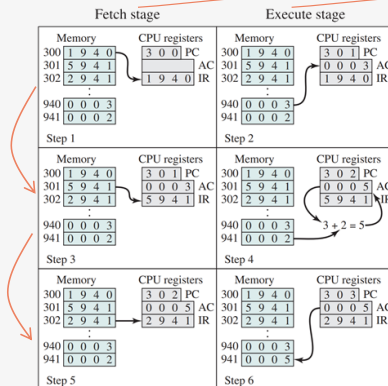 Fetch stage
Execute stage
Memory
CPU registers
300 1 9 4 0
3 0 0 PC
301 5 9 4 1
AC
302 2 9 4 1
1 9 4 0 IR
:
940 0 0 0 3
941 0 0 0 2
Step 1
Memory
CPU registers
300 1 9 4 0
3 0 1 PC
301 5 9 4 1
0 0 0 3 AC
302 2 9 4 1
1 9 4 0 IR
:
940 0 0 0 3
941 0 0 0 2
Step 2
Memory
CPU registers
300 1 9 4 0
3 0 1 PC
301 5 9 4 1
0 0 0 3 AC
302 2 9 4 1
5 9 4 1 IR
:
940 0 0 0 3
941 0 0 0 2
Step 3
Memory
CPU registers
300 1 9 4 0
3 0 2 PC
301 5 9 4 1
0 0 0 5 AC
302 2 9 4 1
5 9 4 1 IR
:
940 0 0 0 3
3 + 2 = 5
941 0 0 0 2
Step 4
Memory
CPU registers
300 1 9 4 0
3 0 2 PC
301 5 9 4 1
0 0 0 5 AC
302 2 9 4 1
2 9 4 1 IR
:
940 0 0 0 3
941 0 0 0 2
Step 5
Memory
CPU registers
300 1 9 4 0
3 0 3 PC
301 5 9 4 1
0 0 0 5 AC
302 2 9 4 1
2 9 4 1 IR
:
940 0 0 0 3
941 0 0 0 5
Step 6